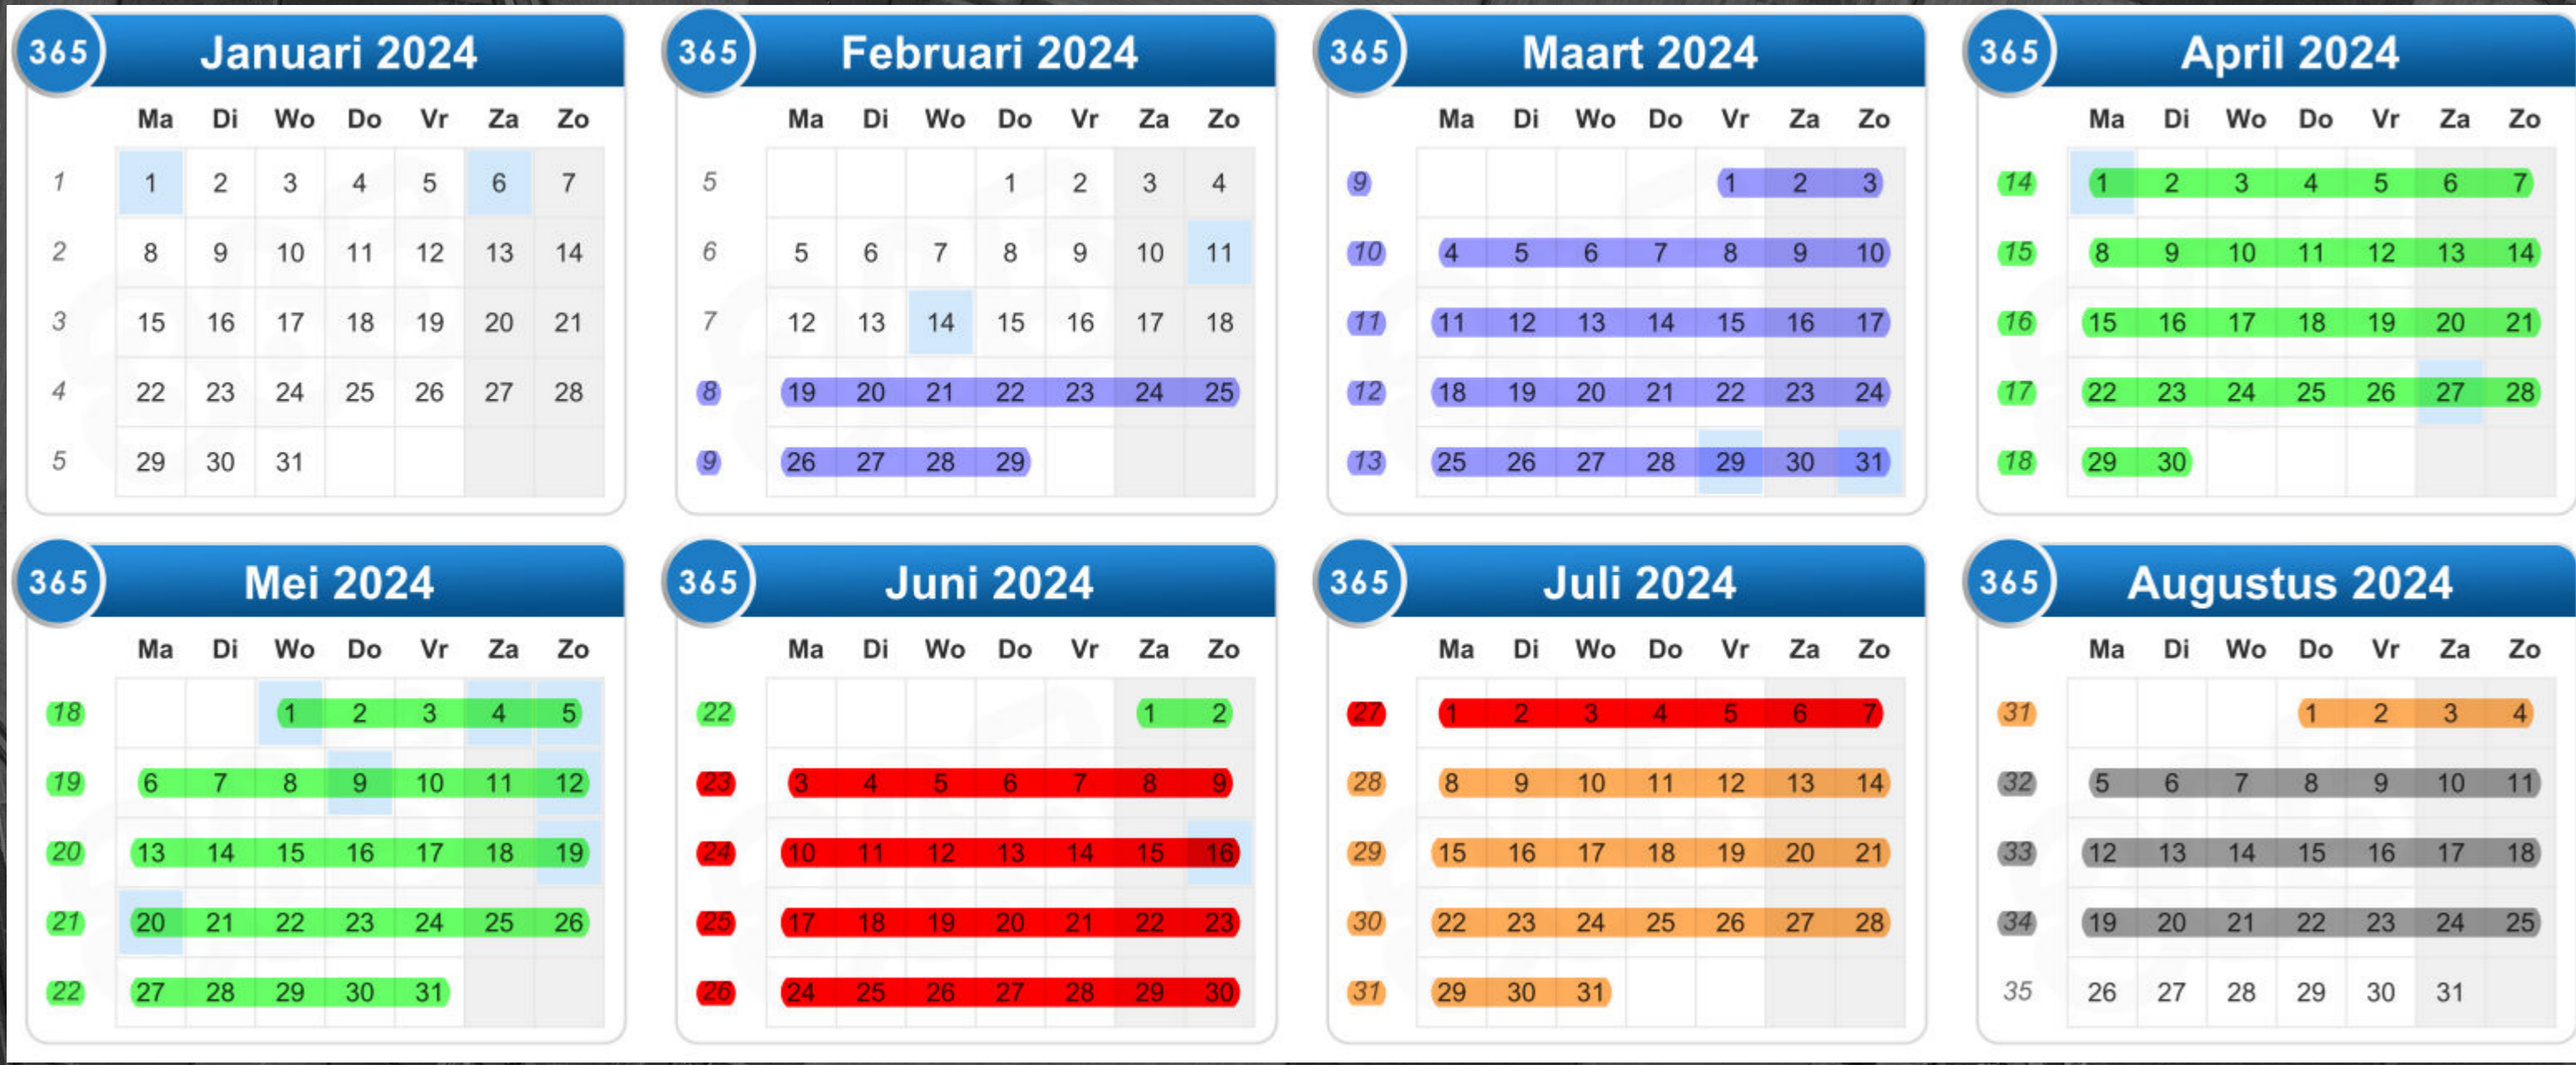 365 Januari 2024
Ma Di Wo Do Vr Za Zo
1 1 2 3 4 5 6 7
2 8 9 10 11 12 13 14
3 15 16 17 18 19 20 21
4 22 23 24 25 26 27 28
5 29 30 31
365 Februari 2024
Ma Di Wo Do Vr Za Zo
5 1 2 3 4
6 5 6 7 8 9 10 11
7 12 13 14 15 16 17 18
8 19 20 21 22 23 24 25
9 26 27 28 29
365 Maart 2024
Ma Di Wo Do Vr Za Zo
9 1 2 3
10 4 5 6 7 8 9 10
11 11 12 13 14 15 16 17
12 18 19 20 21 22 23 24
13 25 26 27 28 29 30 31
365 April 2024
Ma Di Wo Do Vr Za Zo
14 1 2 3 4 5 6 7
15 8 9 10 11 12 13 14
16 15 16 17 18 19 20 21
17 22 23 24 25 26 27 28
18 29 30
365 Mei 2024
Ma Di Wo Do Vr Za Zo
18 1 2 3 4 5
19 6 7 8 9 10 11 12
20 13 14 15 16 17 18 19
21 20 21 22 23 24 25 26
22 27 28 29 30 31
365 Juni 2024
Ma Di Wo Do Vr Za Zo
22 1 2
23 3 4 5 6 7 8 9
24 10 11 12 13 14 15 16
25 17 18 19 20 21 22 23
26 24 25 26 27 28 29 30
365 Juli 2024
Ma Di Wo Do Vr Za Zo
27 1 2 3 4 5 6 7
28 8 9 10 11 12 13 14
29 15 16 17 18 19 20 21
30 22 23 24 25 26 27 28
31 29 30 31
365 Augustus 2024
Ma Di Wo Do Vr Za Zo
31 1 2 3 4
32 5 6 7 8 9 10 11
33 12 13 14 15 16 17 18
34 19 20 21 22 23 24 25
35 26 27 28 29 30 31